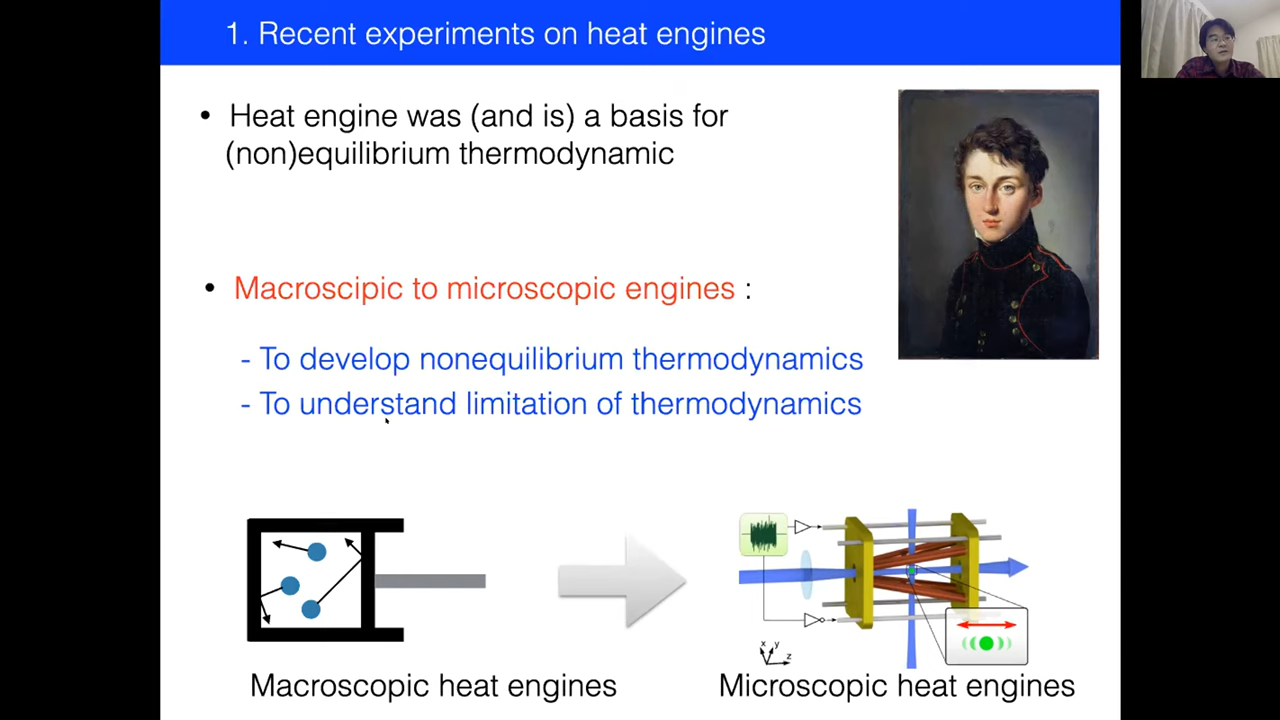 1. Recent experiments on heat engines
• Heat engine was (and is) a basis for
(non)equilibrium thermodynamic
• Macroscipic to microscopic engines :
- To develop nonequilibrium thermodynamics
- To understand limitation of thermodynamics
x y
z
Macroscopic heat engines
Microscopic heat engines